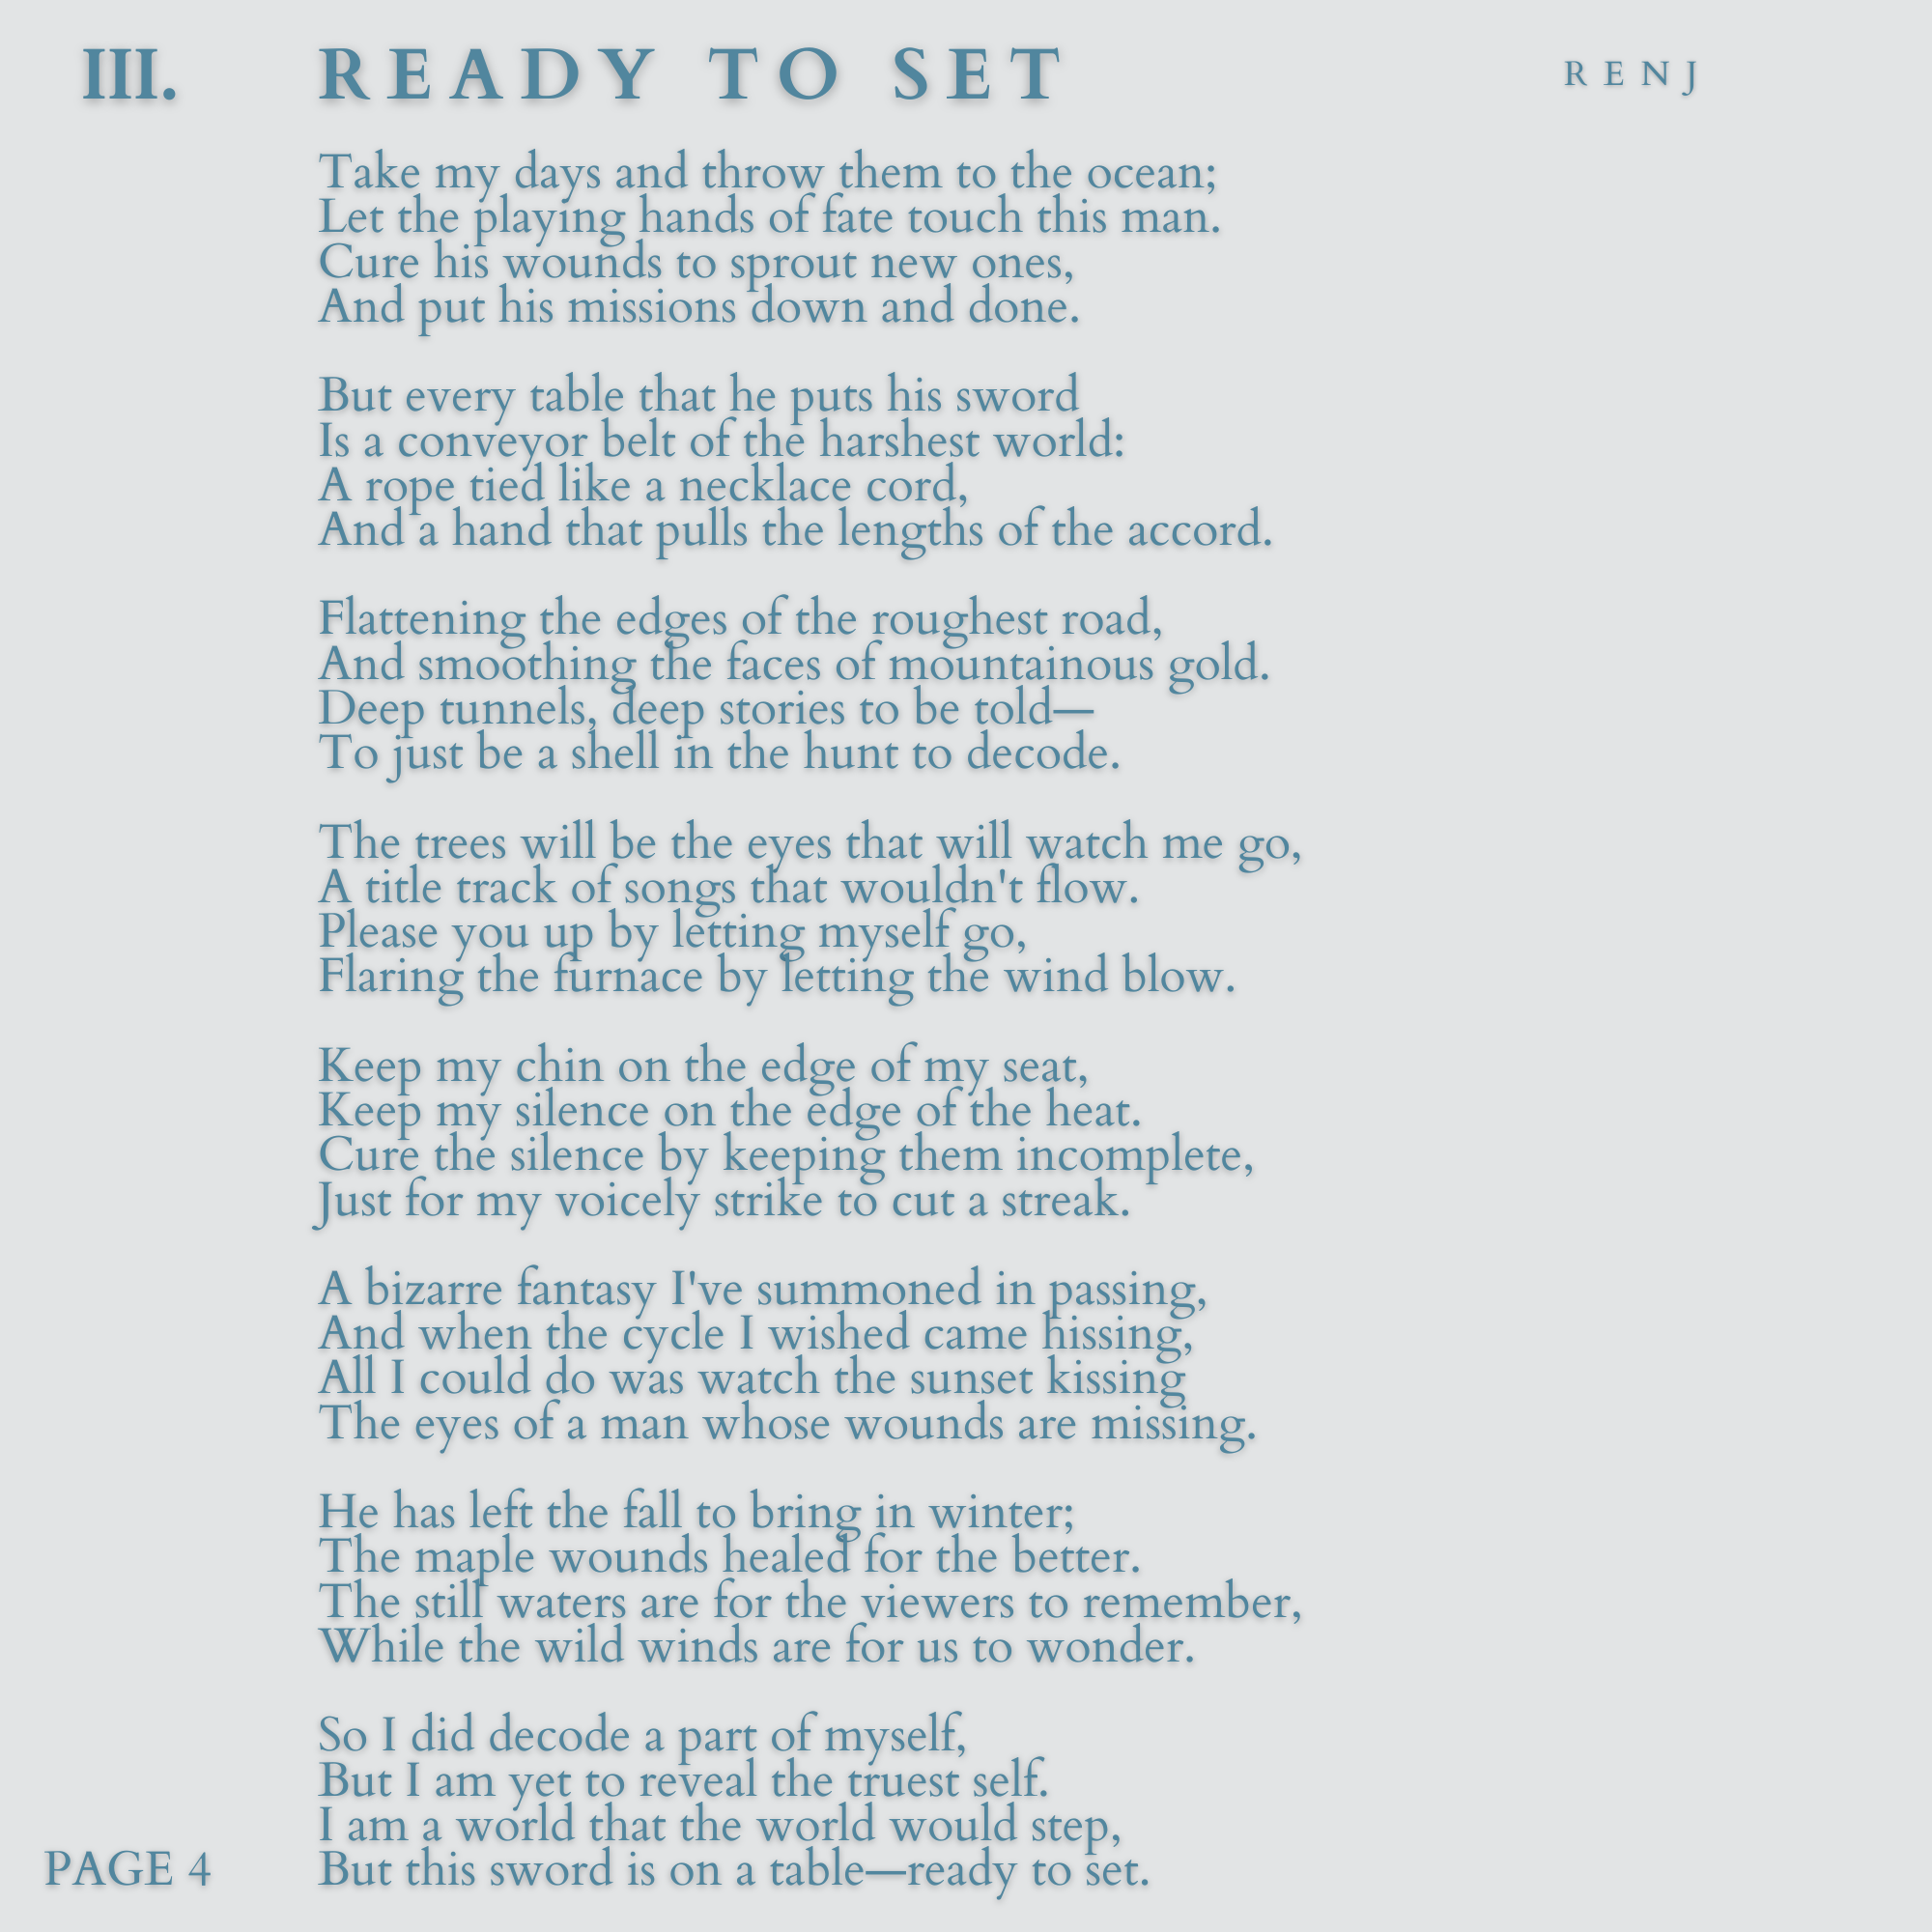 III. READY TO SET RENJ
Take my days and throw them to the ocean;
Let the playing hands of fate touch this man.
Cure his wounds to sprout new ones,
And put his missions down and done.
But every table that he puts his sword
Is a conveyor belt of the harshest world:
A rope tied like a necklace cord,
And a hand that pulls the lengths of the accord.
Flattening the edges of the roughest road,
And smoothing the faces of mountainous gold.
Deep tunnels, deep stories to be told—
To just be a shell in the hunt to decode.
The trees will be the eyes that will watch me go,
A title track of songs that wouldn't flow.
Please you up by letting myself go,
Flaring the furnace by letting the wind blow.
Keep my chin on the edge of my seat,
Keep my silence on the edge of the heat.
Cure the silence by keeping them incomplete,
Just for my voicely strike to cut a streak.
A bizarre fantasy I've summoned in passing,
And when the cycle I wished came hissing,
All I could do was watch the sunset kissing
The eyes of a man whose wounds are missing.
He has left the fall to bring in winter;
The maple wounds healed for the better.
The still waters are for the viewers to remember,
While the wild winds are for us to wonder.
So I did decode a part of myself,
But I am yet to reveal the truest self.
I am a world that the world would step,
But this sword is on a table—ready to set.
PAGE 4